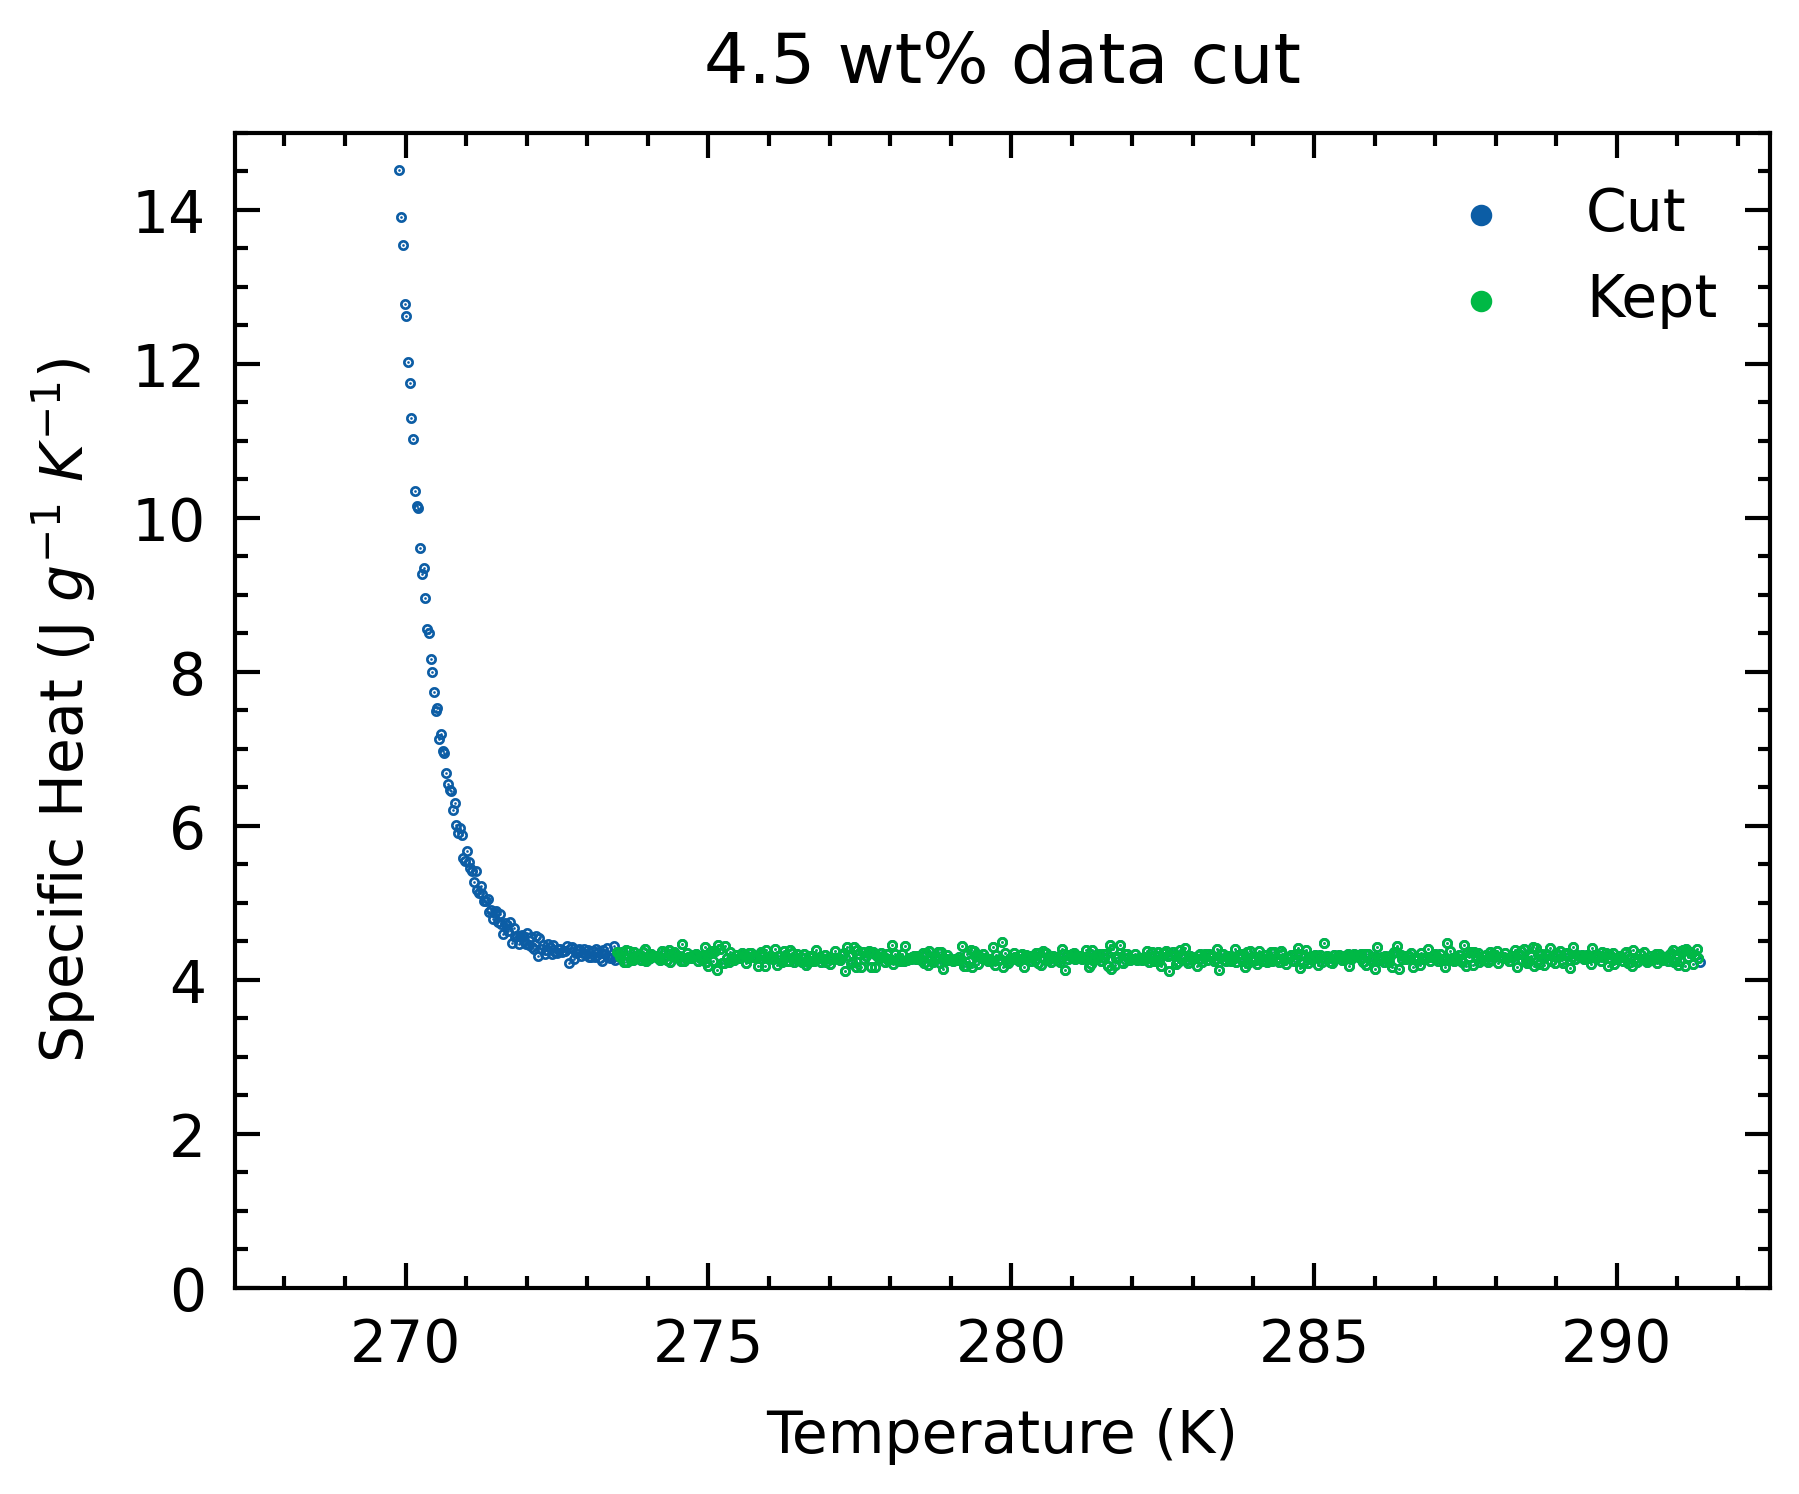 4.5 wt% data cut
Cut
Kept
14
12
10
8
6
4
2
0
Specific Heat (J g⁻¹ K⁻¹)
270 275 280 285 290
Temperature (K)